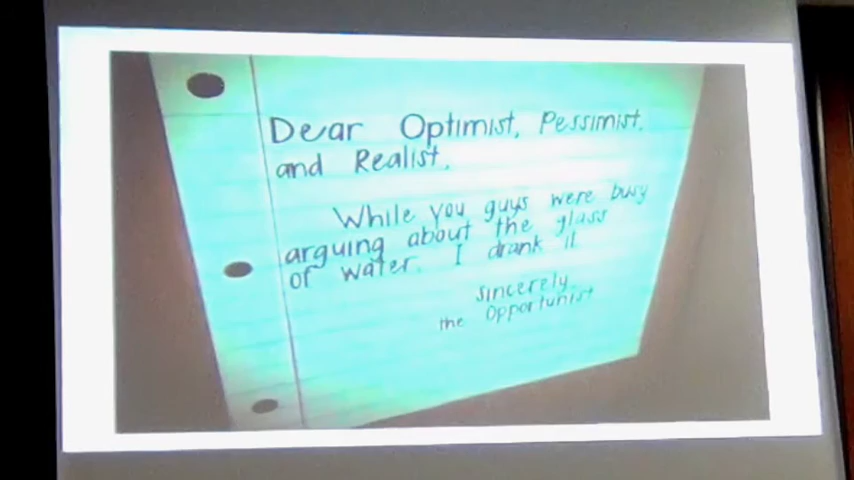 Dear Optimist, Pessimist,
and Realist,
While you guys were busy
arguing about the glass
of water. I drank it
sincerely
the Opportunist